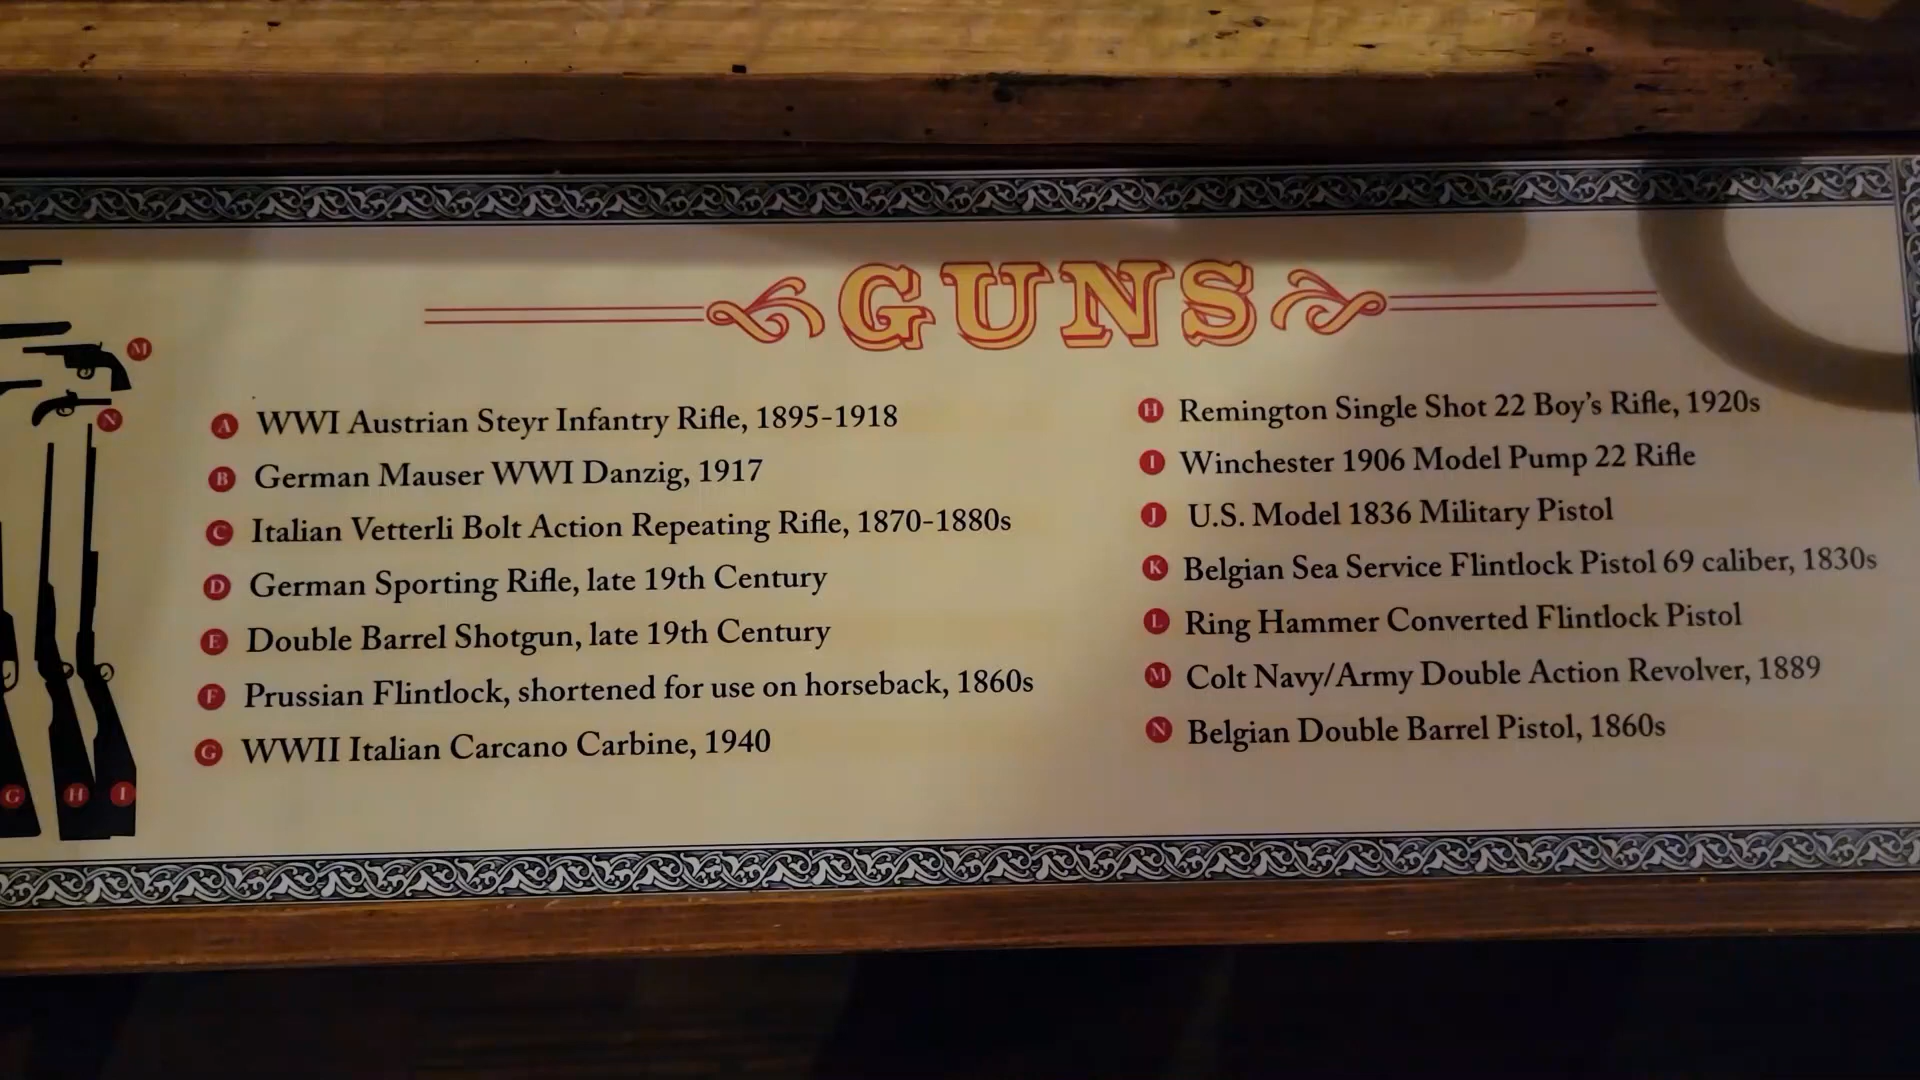 GUNS
M
N
G H I
A WWI Austrian Steyr Infantry Rifle, 1895-1918
B German Mauser WWI Danzig, 1917
C Italian Vetterli Bolt Action Repeating Rifle, 1870-1880s
D German Sporting Rifle, late 19th Century
E Double Barrel Shotgun, late 19th Century
F Prussian Flintlock, shortened for use on horseback, 1860s
G WWII Italian Carcano Carbine, 1940
H Remington Single Shot 22 Boy's Rifle, 1920s
I Winchester 1906 Model Pump 22 Rifle
J U.S. Model 1836 Military Pistol
K Belgian Sea Service Flintlock Pistol 69 caliber, 1830s
L Ring Hammer Converted Flintlock Pistol
M Colt Navy/Army Double Action Revolver, 1889
N Belgian Double Barrel Pistol, 1860s